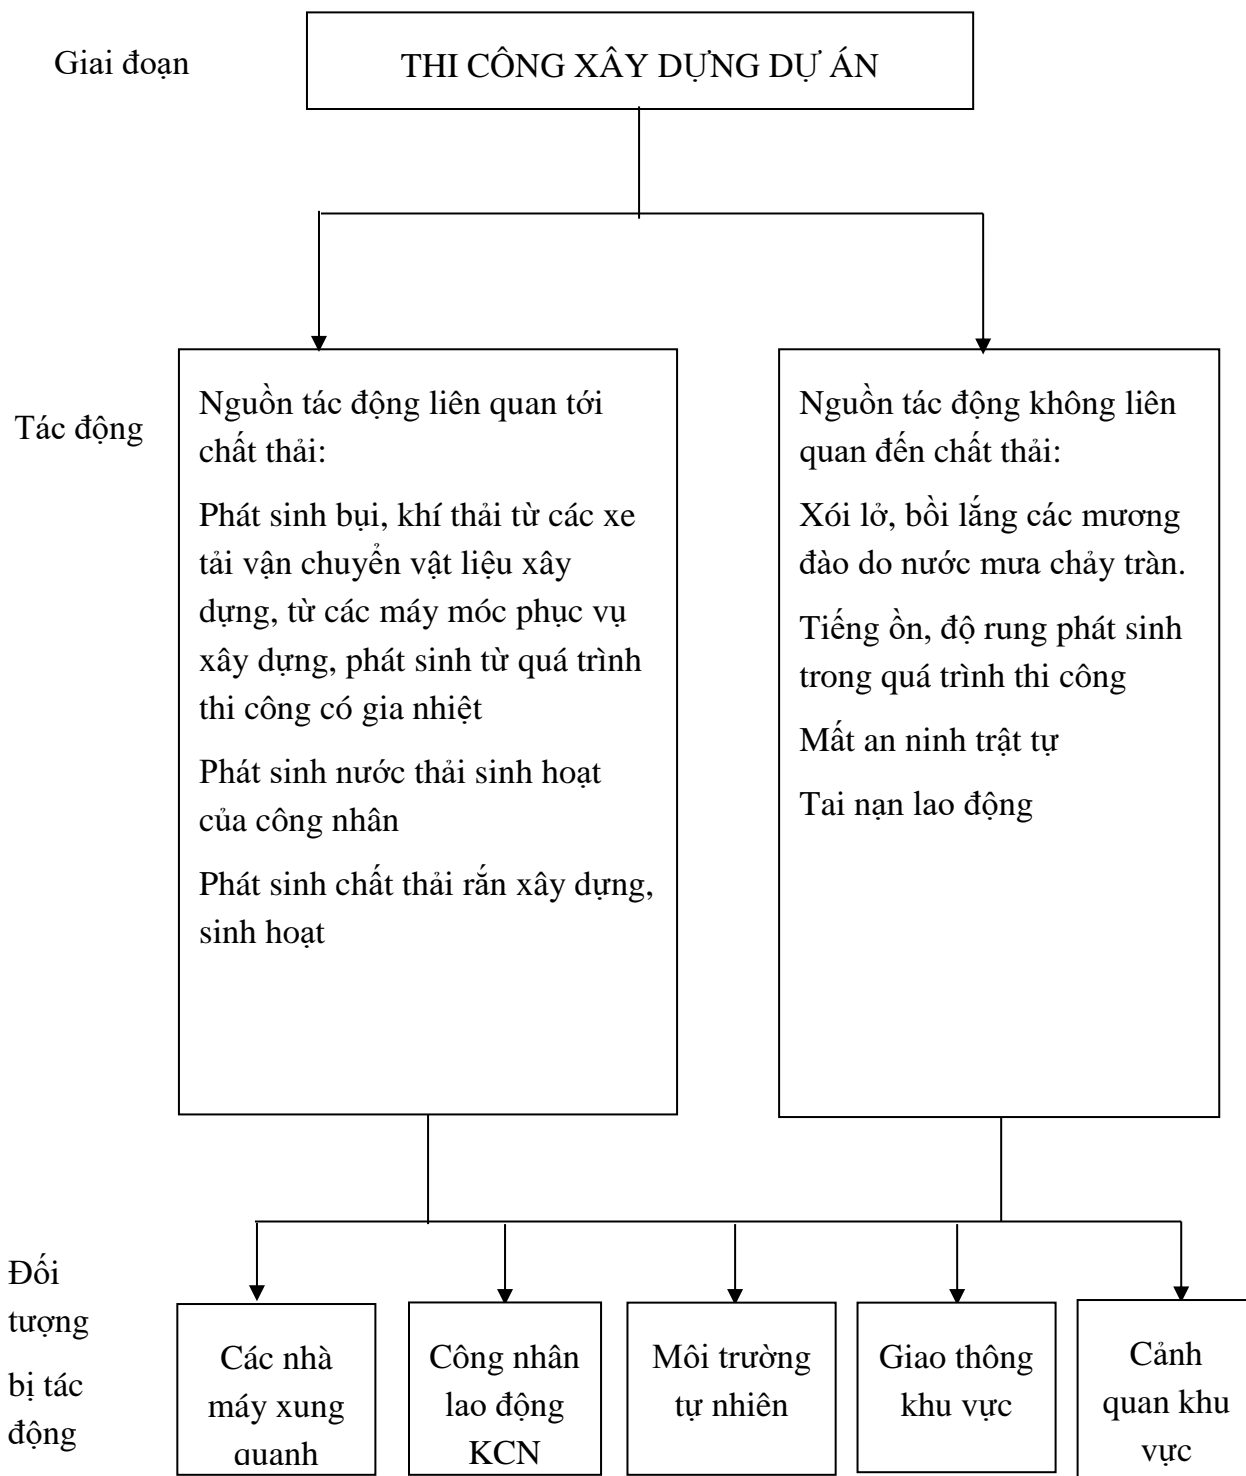 Giai đoạn
THI CÔNG XÂY DỰNG DỰ ÁN
Tác động
Nguồn tác động liên quan tới
chất thải:
Phát sinh bụi, khí thải từ các xe
tải vận chuyển vật liệu xây
dựng, từ các máy móc phục vụ
xây dựng, phát sinh từ quá trình
thi công có gia nhiệt
Phát sinh nước thải sinh hoạt
của công nhân
Phát sinh chất thải rắn xây dựng,
sinh hoạt
Nguồn tác động không liên
quan đến chất thải:
Xói lở, bồi lắng các mương
đào do nước mưa chảy tràn.
Tiếng ồn, độ rung phát sinh
trong quá trình thi công
Mất an ninh trật tự
Tai nạn lao động
Đối
tượng
bị tác
động
Các nhà
máy xung
quanh
Công nhân
lao động
KCN
Môi trường
tự nhiên
Giao thông
khu vực
Cảnh
quan khu
vực